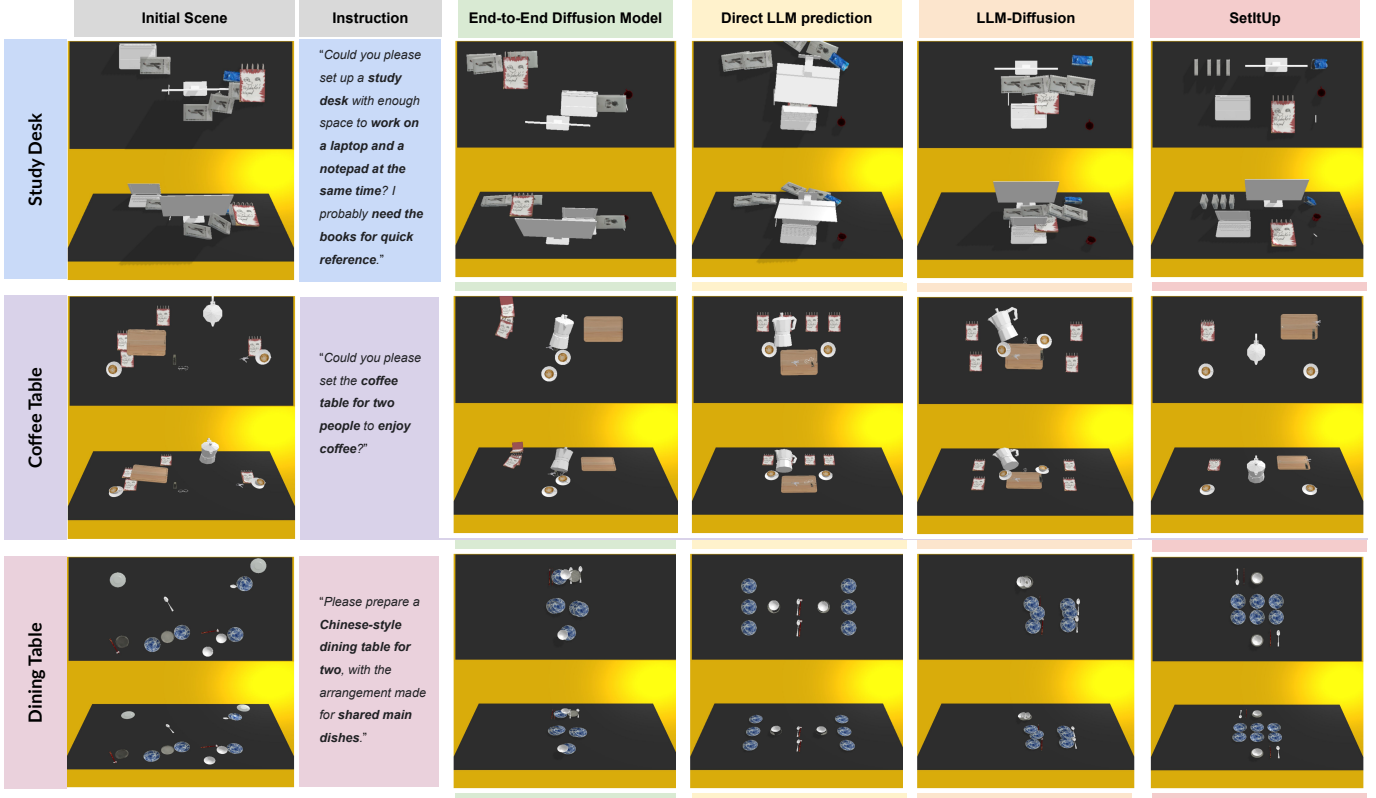 Initial Scene
Instruction
End-to-End Diffusion Model
Direct LLM prediction
LLM-Diffusion
SetItUp
Study Desk
“Could you please
set up a study
desk with enough
space to work on
a laptop and a
notepad at the
same time? I
probably need the
books for quick
reference.”
Coffee Table
“Could you please
set the coffee
table for two
people to enjoy
coffee?”
Dining Table
“Please prepare a
Chinese-style
dining table for
two, with the
arrangement made
for shared main
dishes.”